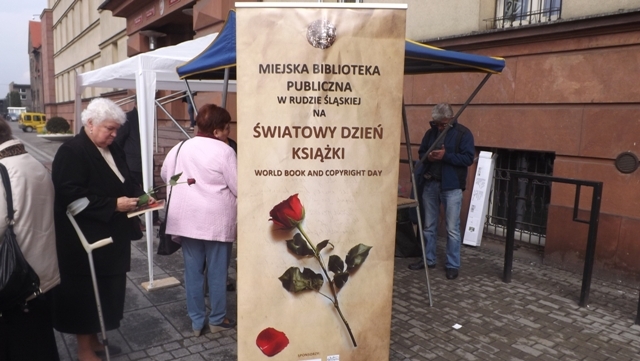 MIEJSKA BIBLIOTEKA
PUBLICZNA
W RUDZIE ŚLĄSKIEJ
NA
ŚWIATOWY DZIEŃ
KSIĄŻKI
WORLD BOOK AND COPYRIGHT DAY